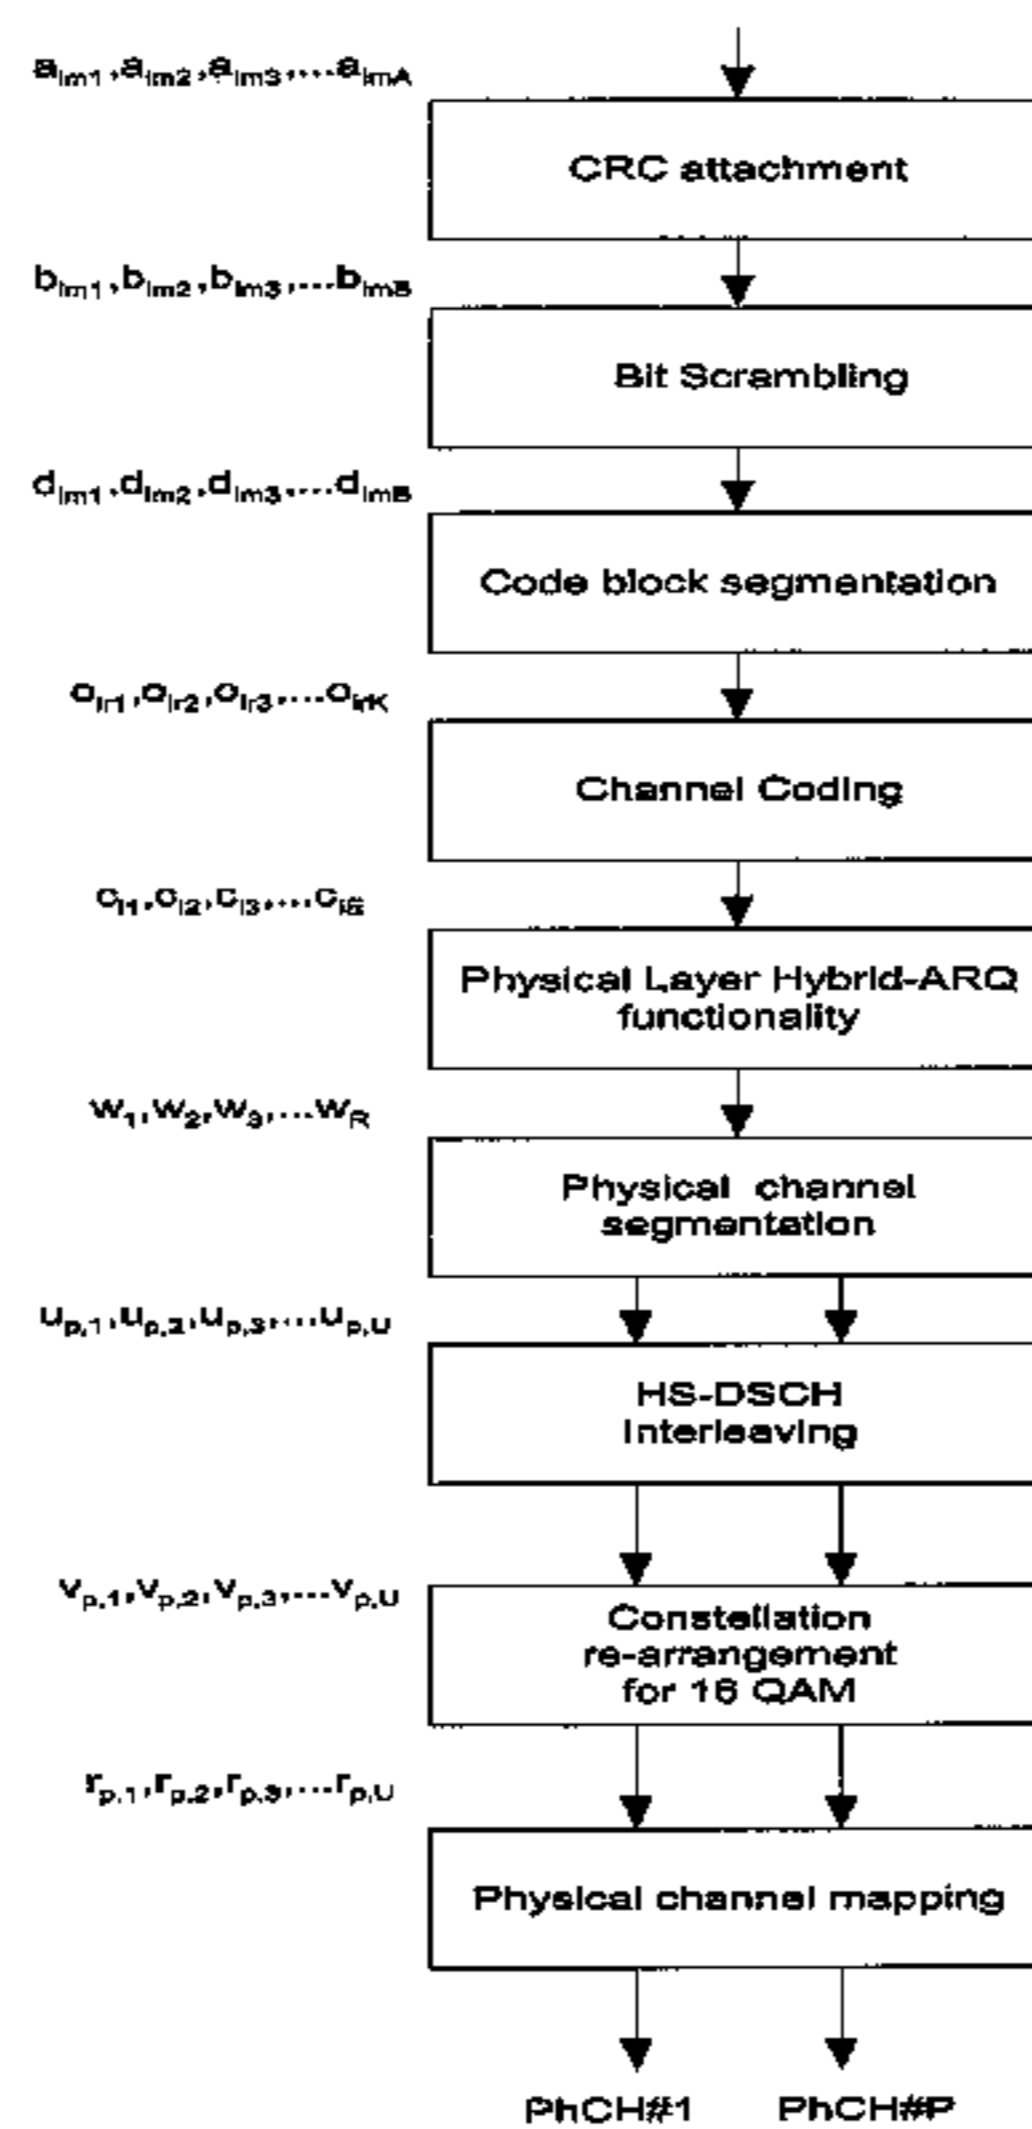 aim1,aim2,aim3,...aimA
CRC attachment
bim1,bim2,bim3,...bimB
Bit Scrambling
dim1,dim2,dim3,...dimB
Code block segmentation
oir1,oir2,oir3,...oirK
Channel Coding
ci1,ci2,ci3,...ciE
Physical Layer Hybrid-ARQ
functionality
w1,w2,w3,...wR
Physical channel
segmentation
up,1,up,2,up,3,...up,U
HS-DSCH
Interleaving
vp,1,vp,2,vp,3,...vp,U
Constellation
re-arrangement
for 16 QAM
rp,1,rp,2,rp,3,...rp,U
Physical channel mapping
PhCH#1 PhCH#P